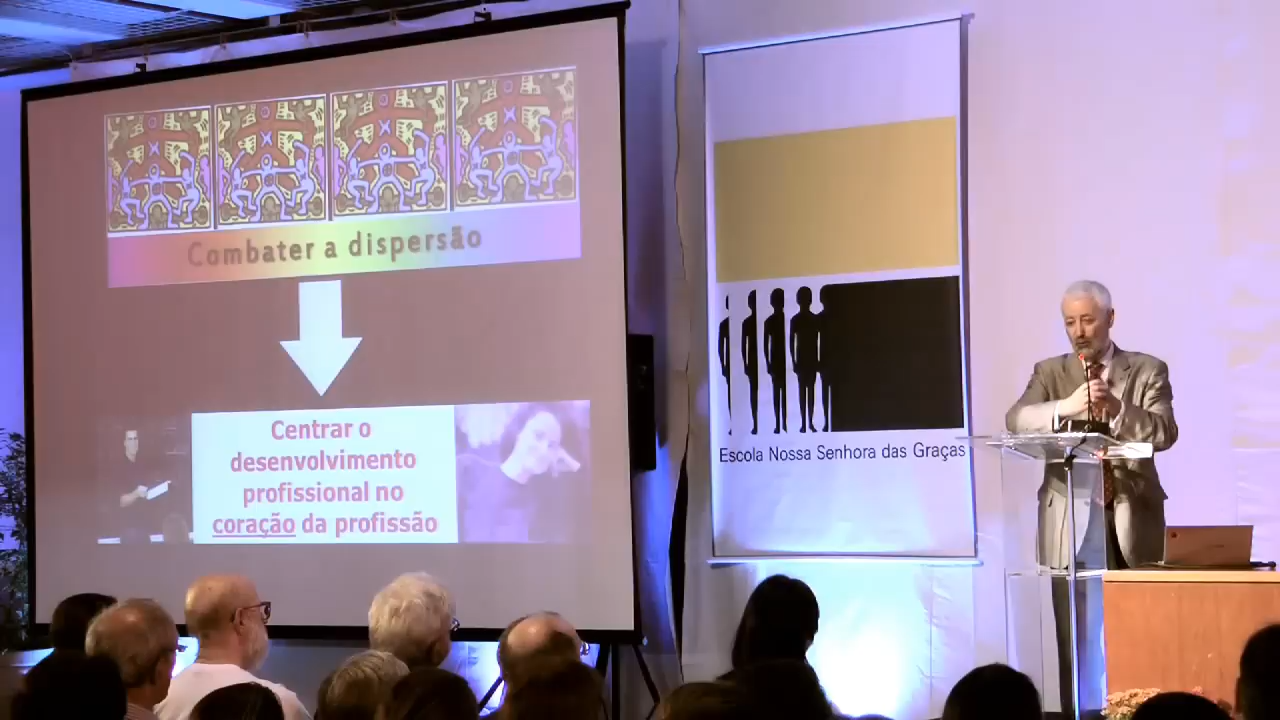 Combater a dispersão
Centrar o
desenvolvimento
profissional no
coração da profissão
Escola Nossa Senhora das Graças